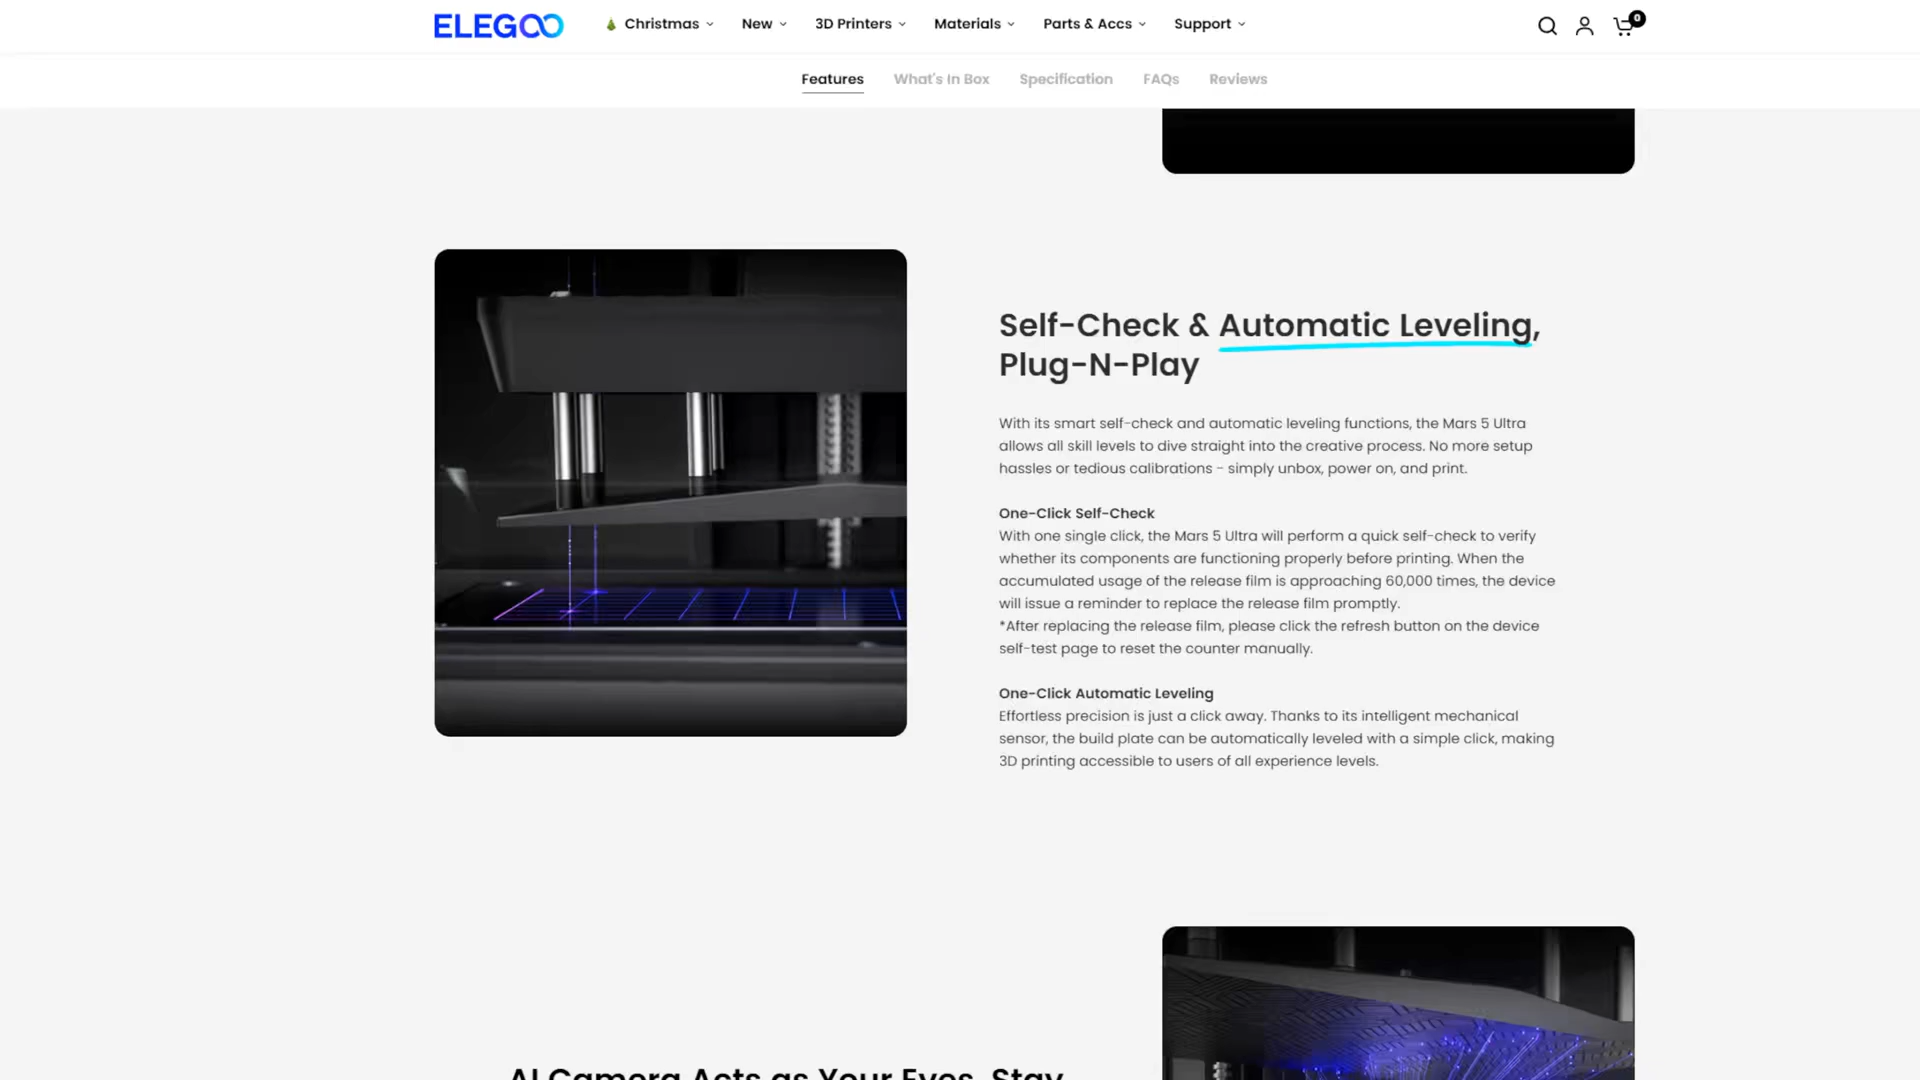 ELEGOO
Christmas New 3D Printers Materials Parts & Accs Support
0
Features What's In Box Specification FAQs Reviews
Self-Check & Automatic Leveling,
Plug-N-Play
With its smart self-check and automatic leveling functions, the Mars 5 Ultra
allows all skill levels to dive straight into the creative process. No more setup
hassles or tedious calibrations - simply unbox, power on, and print.
One-Click Self-Check
With one single click, the Mars 5 Ultra will perform a quick self-check to verify
whether its components are functioning properly before printing. When the
accumulated usage of the release film is approaching 60,000 times, the device
will issue a reminder to replace the release film promptly.
*After replacing the release film, please click the refresh button on the device
self-test page to reset the counter manually.
One-Click Automatic Leveling
Effortless precision is just a click away. Thanks to its intelligent mechanical
sensor, the build plate can be automatically leveled with a simple click, making
3D printing accessible to users of all experience levels.
AI Camera Acts as Your Eyes, Stay